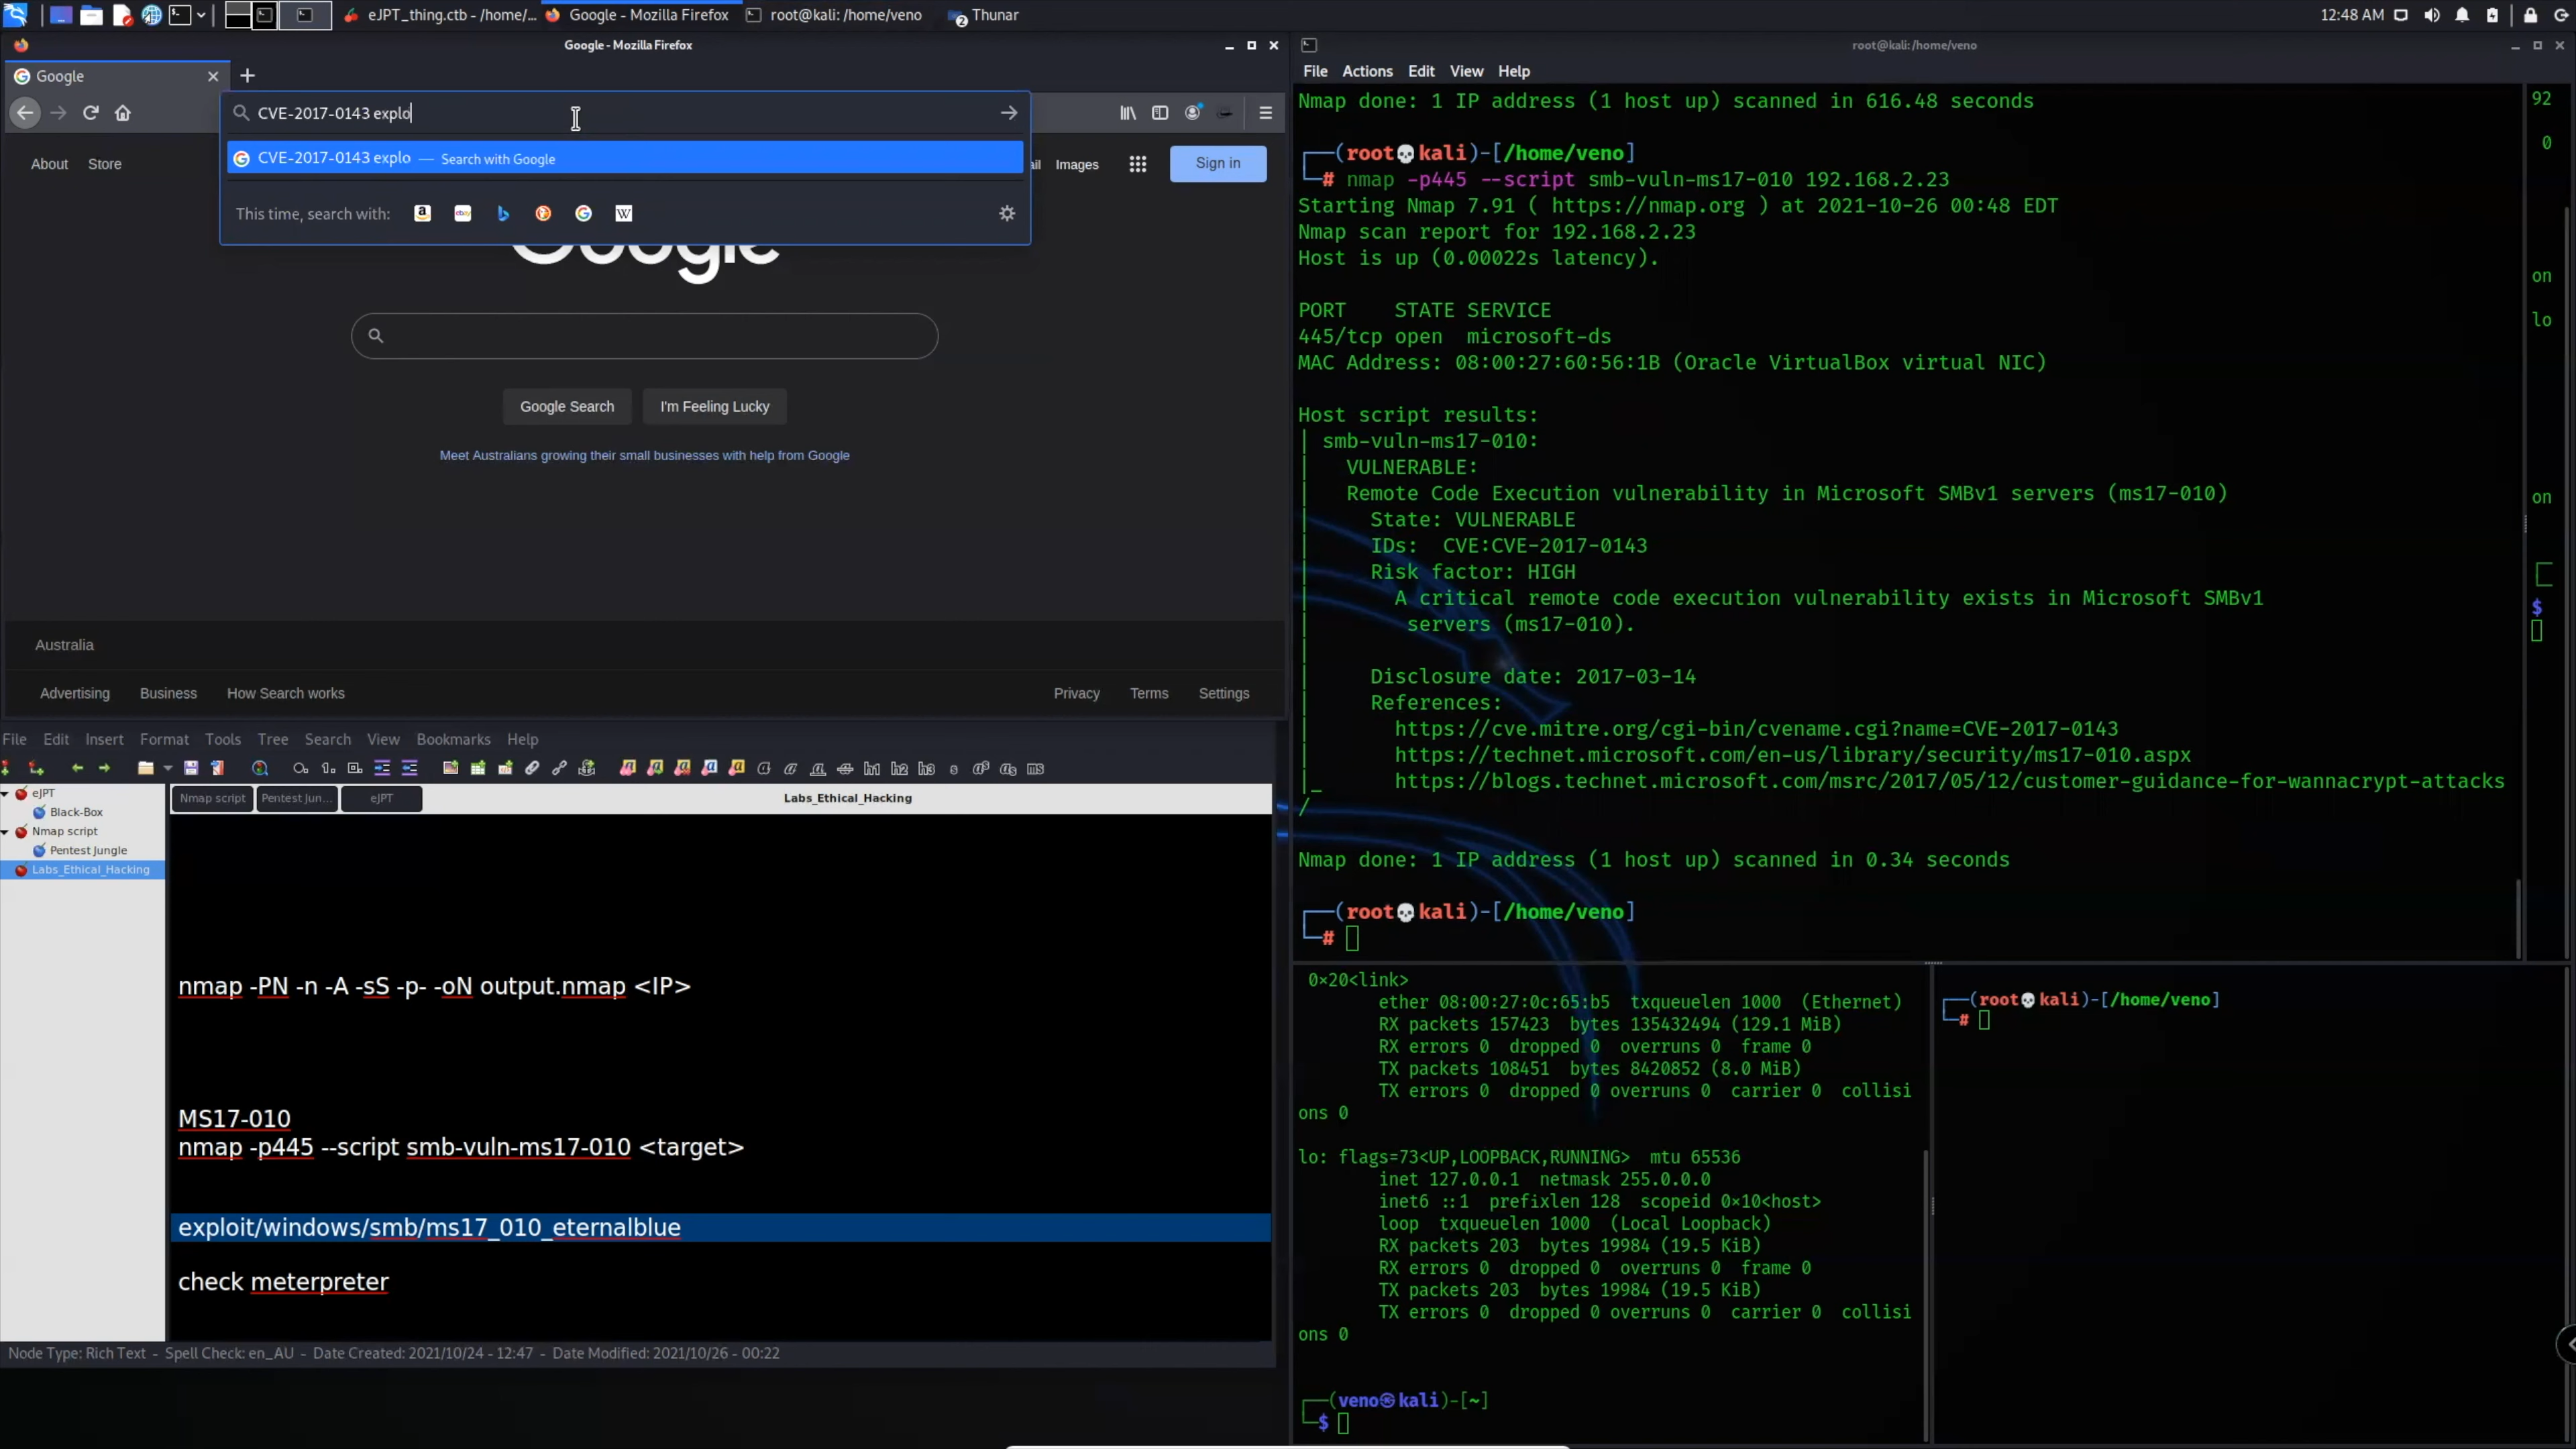 eJPT_thing.ctb - /home/...
Google - Mozilla Firefox
root@kali: /home/veno
2
Thunar
12:48 AM
Google - Mozilla Firefox
Google
CVE-2017-0143 explo
CVE-2017-0143 explo — Search with Google
About
Store
ail
Images
Sign in
This time, search with:
Google
Google Search
I'm Feeling Lucky
Meet Australians growing their small businesses with help from Google
Australia
Advertising
Business
How Search works
Privacy
Terms
Settings
File Edit Insert Format Tools Tree Search View Bookmarks Help
eJPT
Black-Box
Nmap script
Pentest Jungle
Labs_Ethical_Hacking
Nmap script
Pentest Jun...
eJPT
Labs_Ethical_Hacking
nmap -PN -n -A -sS -p- -oN output.nmap <IP>
MS17-010
nmap -p445 --script smb-vuln-ms17-010 <target>
exploit/windows/smb/ms17_010_eternalblue
check meterpreter
Node Type: Rich Text - Spell Check: en_AU - Date Created: 2021/10/24 - 12:47 - Date Modified: 2021/10/26 - 00:22
root@kali: /home/veno
File Actions Edit View Help
Nmap done: 1 IP address (1 host up) scanned in 616.48 seconds
(root💀kali)-[/home/veno]
# nmap -p445 --script smb-vuln-ms17-010 192.168.2.23
Starting Nmap 7.91 ( https://nmap.org ) at 2021-10-26 00:48 EDT
Nmap scan report for 192.168.2.23
Host is up (0.00022s latency).
PORT    STATE SERVICE
445/tcp open  microsoft-ds
MAC Address: 08:00:27:60:56:1B (Oracle VirtualBox virtual NIC)
Host script results:
| smb-vuln-ms17-010:
|   VULNERABLE:
|   Remote Code Execution vulnerability in Microsoft SMBv1 servers (ms17-010)
|     State: VULNERABLE
|     IDs:  CVE:CVE-2017-0143
|     Risk factor: HIGH
|       A critical remote code execution vulnerability exists in Microsoft SMBv1
|        servers (ms17-010).
|
|     Disclosure date: 2017-03-14
|     References:
|       https://cve.mitre.org/cgi-bin/cvename.cgi?name=CVE-2017-0143
|       https://technet.microsoft.com/en-us/library/security/ms17-010.aspx
|_      https://blogs.technet.microsoft.com/msrc/2017/05/12/customer-guidance-for-wannacrypt-attacks
/
Nmap done: 1 IP address (1 host up) scanned in 0.34 seconds
(root💀kali)-[/home/veno]
#
92
0
on
lo
on
$
0×20<link>
ether 08:00:27:0c:65:b5  txqueuelen 1000  (Ethernet)
RX packets 157423  bytes 135432494 (129.1 MiB)
RX errors 0  dropped 0  overruns 0  frame 0
TX packets 108451  bytes 8420852 (8.0 MiB)
TX errors 0  dropped 0 overruns 0  carrier 0  collisi
ons 0
lo: flags=73<UP,LOOPBACK,RUNNING>  mtu 65536
inet 127.0.0.1  netmask 255.0.0.0
inet6 ::1  prefixlen 128  scopeid 0×10<host>
loop  txqueuelen 1000  (Local Loopback)
RX packets 203  bytes 19984 (19.5 KiB)
RX errors 0  dropped 0  overruns 0  frame 0
TX packets 203  bytes 19984 (19.5 KiB)
TX errors 0  dropped 0 overruns 0  carrier 0  collisi
ons 0
(veno㉿kali)-[~]
$
(root💀kali)-[/home/veno]
#